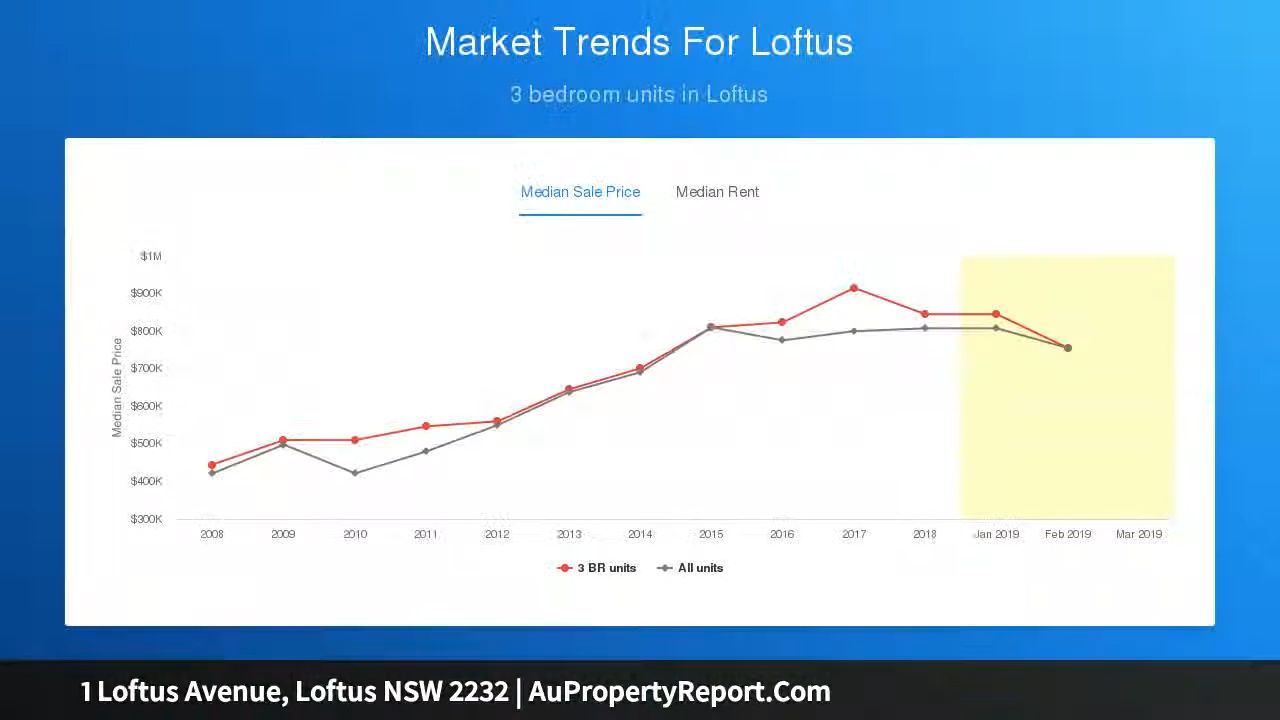 Market Trends For Loftus
3 bedroom units in Loftus
Median Sale Price Median Rent
Median Sale Price
$1M
$900K
$800K
$700K
$600K
$500K
$400K
$300K
2008 2009 2010 2011 2012 2013 2014 2015 2016 2017 2018 Jan 2019 Feb 2019 Mar 2019
3 BR units All units
1 Loftus Avenue, Loftus NSW 2232 | AuPropertyReport.Com